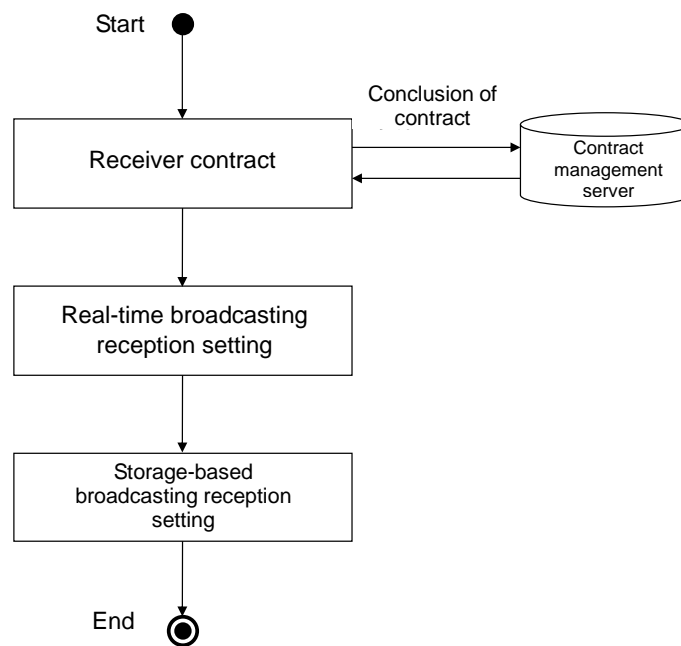 Start
Conclusion of
contract
Receiver contract
Contract
management
server
Real-time broadcasting
reception setting
Storage-based
broadcasting reception
setting
End